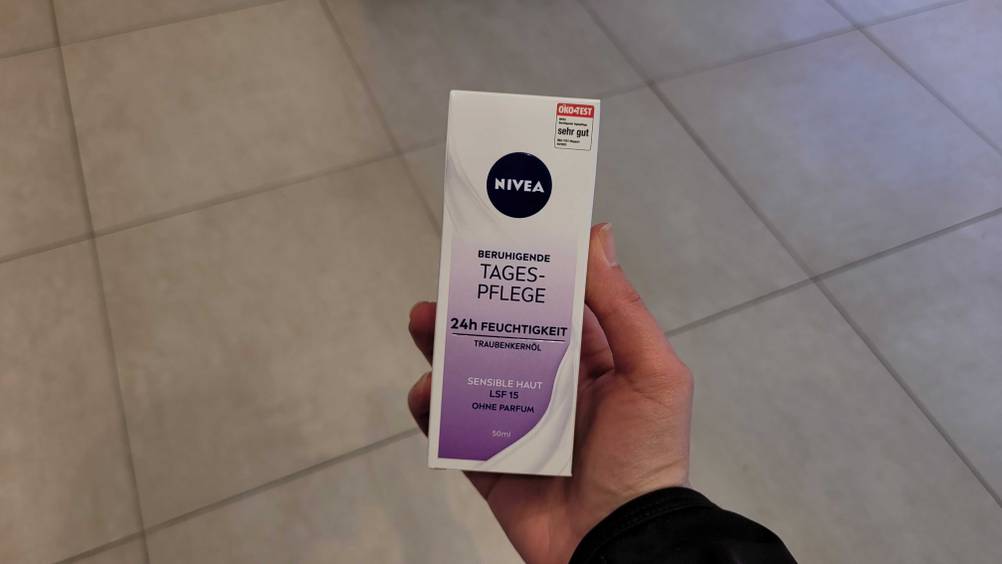 ÖKO-TEST
sehr gut
NIVEA
BERUHIGENDE
TAGES-
PFLEGE
24h FEUCHTIGKEIT
TRAUBENKERNÖL
SENSIBLE HAUT
LSF 15
OHNE PARFUM
50ml